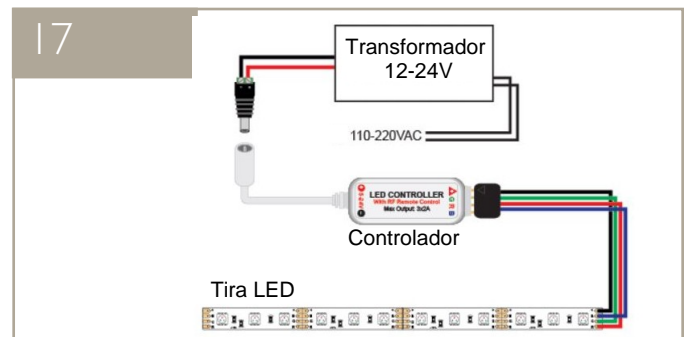 17
Transformador
12-24V
110-220VAC
LED CONTROLLER
With RF Remote Control
Max Output: 3x2A
G R B
Controlador
Tira LED